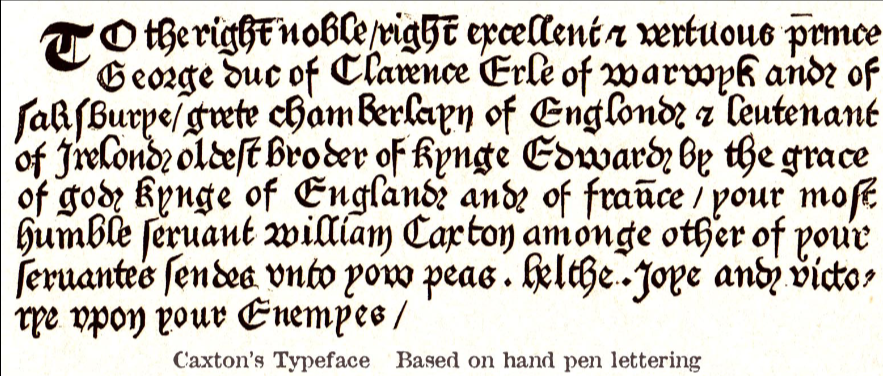 TO the right noble/right excellent ⁊ vertuous p̄rince
George duc of Clarence Erle of warwyk and of
salisburye/grete chamberlayn of Englond ⁊ leutenant
of Irelond oldest broder of kynge Edward by the grace
of god kynge of England and of frañce / your most
humble seruant william Caxton amonge other of your
seruantes sendes vnto yow peas . helthe . Joye and victo⸗
rye vpon your Enemyes /
Caxton's Typeface Based on hand pen lettering